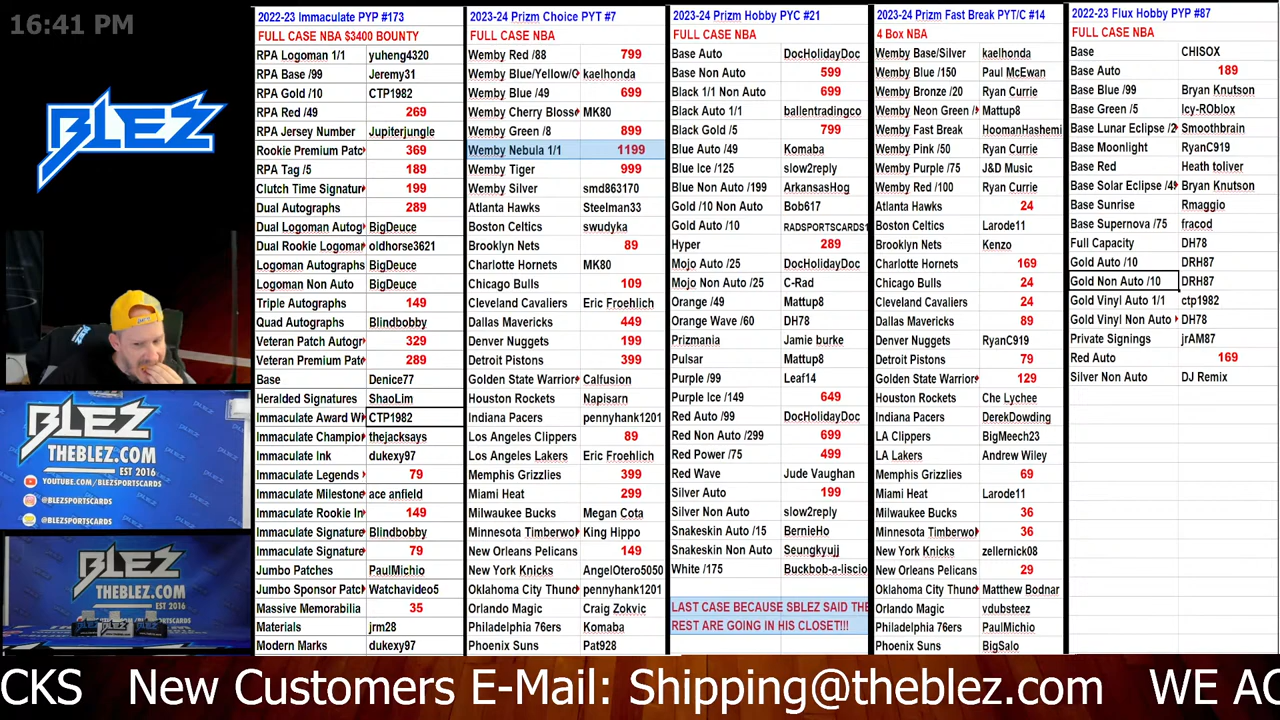 16:41 PM
BLEZ
BLEZ
THEBLEZ.COM
EST 2016
YOUTUBE.COM/BLEZSPORTSCARDS
@BLEZSPORTSCARDS
@BLEZSPORTSCARDS
BLEZ
THEBLEZ.COM
EST 2016
2022-23 Immaculate PYP #173
FULL CASE NBA $3400 BOUNTY
RPA Logoman 1/1 yuheng4320
RPA Base /99 Jeremy31
RPA Gold /10 CTP1982
RPA Red /49 269
RPA Jersey Number Jupiterjungle
Rookie Premium Patc 369
RPA Tag /5 189
Clutch Time Signatur 199
Dual Autographs 289
Dual Logoman Autog BigDeuce
Dual Rookie Logomar oldhorse3621
Logoman Autographs BigDeuce
Logoman Non Auto BigDeuce
Triple Autographs 149
Quad Autographs Blindbobby
Veteran Patch Autogr 329
Veteran Premium Pate 289
Base Denice77
Heralded Signatures ShaoLim
Immaculate Award Wi CTP1982
Immaculate Champio thejacksays
Immaculate Ink dukexy97
Immaculate Legends 79
Immaculate Milestone ace anfield
Immaculate Rookie In 149
Immaculate Signature Blindbobby
Immaculate Signature 79
Jumbo Patches PaulMichio
Jumbo Sponsor Patc Watchavideo5
Massive Memorabilia 35
Materials jrm28
Modern Marks dukexy97
2023-24 Prizm Choice PYT #7
FULL CASE NBA
Wemby Red /88 799
Wemby Blue/Yellow/G kaelhonda
Wemby Blue /49 699
Wemby Cherry Blosso MK80
Wemby Green /8 899
Wemby Nebula 1/1 1199
Wemby Tiger 999
Wemby Silver smd863170
Atlanta Hawks Steelman33
Boston Celtics swudyka
Brooklyn Nets 89
Charlotte Hornets MK80
Chicago Bulls 109
Cleveland Cavaliers Eric Froehlich
Dallas Mavericks 449
Denver Nuggets 199
Detroit Pistons 399
Golden State Warrior Calfusion
Houston Rockets Napisarn
Indiana Pacers pennyhank1201
Los Angeles Clippers 89
Los Angeles Lakers Eric Froehlich
Memphis Grizzlies 399
Miami Heat 299
Milwaukee Bucks Megan Cota
Minnesota Timberwo King Hippo
New Orleans Pelicans 149
New York Knicks AngelOtero5050
Oklahoma City Thund pennyhank1201
Orlando Magic Craig Zokvic
Philadelphia 76ers Komaba
Phoenix Suns Pat928
2023-24 Prizm Hobby PYC #21
FULL CASE NBA
Base Auto DocHolidayDoc
Base Non Auto 599
Black 1/1 Non Auto 699
Black Auto 1/1 ballentradingco
Black Gold /5 799
Blue Auto /49 Komaba
Blue Ice /125 slow2reply
Blue Non Auto /199 ArkansasHog
Gold /10 Non Auto Bob617
Gold Auto /10 RADSPORTSCARDS1
Hyper 289
Mojo Auto /25 DocHolidayDoc
Mojo Non Auto /25 C-Rad
Orange /49 Mattup8
Orange Wave /60 DH78
Prizmania Jamie burke
Pulsar Mattup8
Purple /99 Leaf14
Purple Ice /149 649
Red Auto /99 DocHolidayDoc
Red Non Auto /299 699
Red Power /75 499
Red Wave Jude Vaughan
Silver Auto 199
Silver Non Auto slow2reply
Snakeskin Auto /15 BernieHo
Snakeskin Non Auto Seungkyujj
White /175 Buckbob-a-liscio
LAST CASE BECAUSE SBLEZ SAID THE
REST ARE GOING IN HIS CLOSET!!!
2023-24 Prizm Fast Break PYT/C #14
4 Box NBA
Wemby Base/Silver kaelhonda
Wemby Blue /150 Paul McEwan
Wemby Bronze /20 Ryan Currie
Wemby Neon Green / Mattup8
Wemby Fast Break HoomanHashemi
Wemby Pink /50 Ryan Currie
Wemby Purple /75 J&D Music
Wemby Red /100 Ryan Currie
Atlanta Hawks 24
Boston Celtics Larode11
Brooklyn Nets Kenzo
Charlotte Hornets 169
Chicago Bulls 24
Cleveland Cavaliers 24
Dallas Mavericks 89
Denver Nuggets RyanC919
Detroit Pistons 79
Golden State Warrior 129
Houston Rockets Che Lychee
Indiana Pacers DerekDowding
LA Clippers BigMeech23
LA Lakers Andrew Wiley
Memphis Grizzlies 69
Miami Heat Larode11
Milwaukee Bucks 36
Minnesota Timberwo 36
New York Knicks zellernick08
New Orleans Pelicans 29
Oklahoma City Thund Matthew Bodnar
Orlando Magic vdubsteez
Philadelphia 76ers PaulMichio
Phoenix Suns BigSalo
2022-23 Flux Hobby PYP #87
FULL CASE NBA
Base CHISOX
Base Auto 189
Base Blue /99 Bryan Knutson
Base Green /5 Icy-ROblox
Base Lunar Eclipse /2 Smoothbrain
Base Moonlight RyanC919
Base Red Heath toliver
Base Solar Eclipse /4 Bryan Knutson
Base Sunrise Rmaggio
Base Supernova /75 fracod
Full Capacity DH78
Gold Auto /10 DRH87
Gold Non Auto /10 DRH87
Gold Vinyl Auto 1/1 ctp1982
Gold Vinyl Non Auto DH78
Private Signings jrAM87
Red Auto 169
Silver Non Auto DJ Remix
CKS New Customers E-Mail: Shipping@theblez.com WE AC